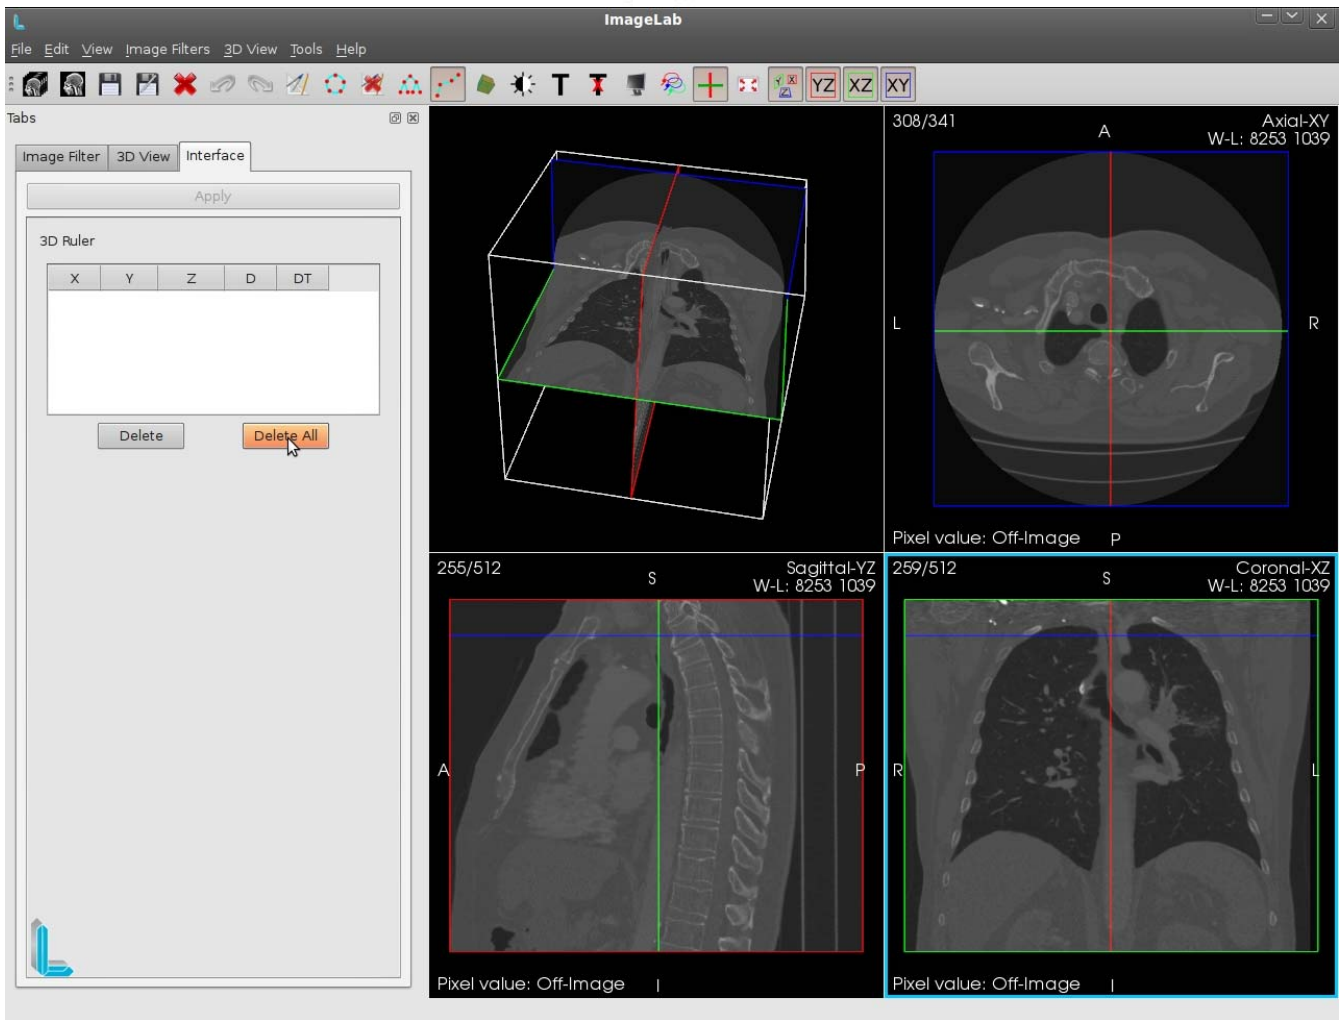 ImageLab
File Edit View Image Filters 3D View Tools Help
T YZ XZ XY
Tabs
Image Filter 3D View Interface
Apply
3D Ruler
X Y Z D DT
Delete Delete All
308/341 Axial-XY
A W-L: 8253 1039
L R
Pixel value: Off-Image P
255/512 Sagittal-YZ
S W-L: 8253 1039
A P
Pixel value: Off-Image I
259/512 Coronal-XZ
S W-L: 8253 1039
R L
Pixel value: Off-Image I